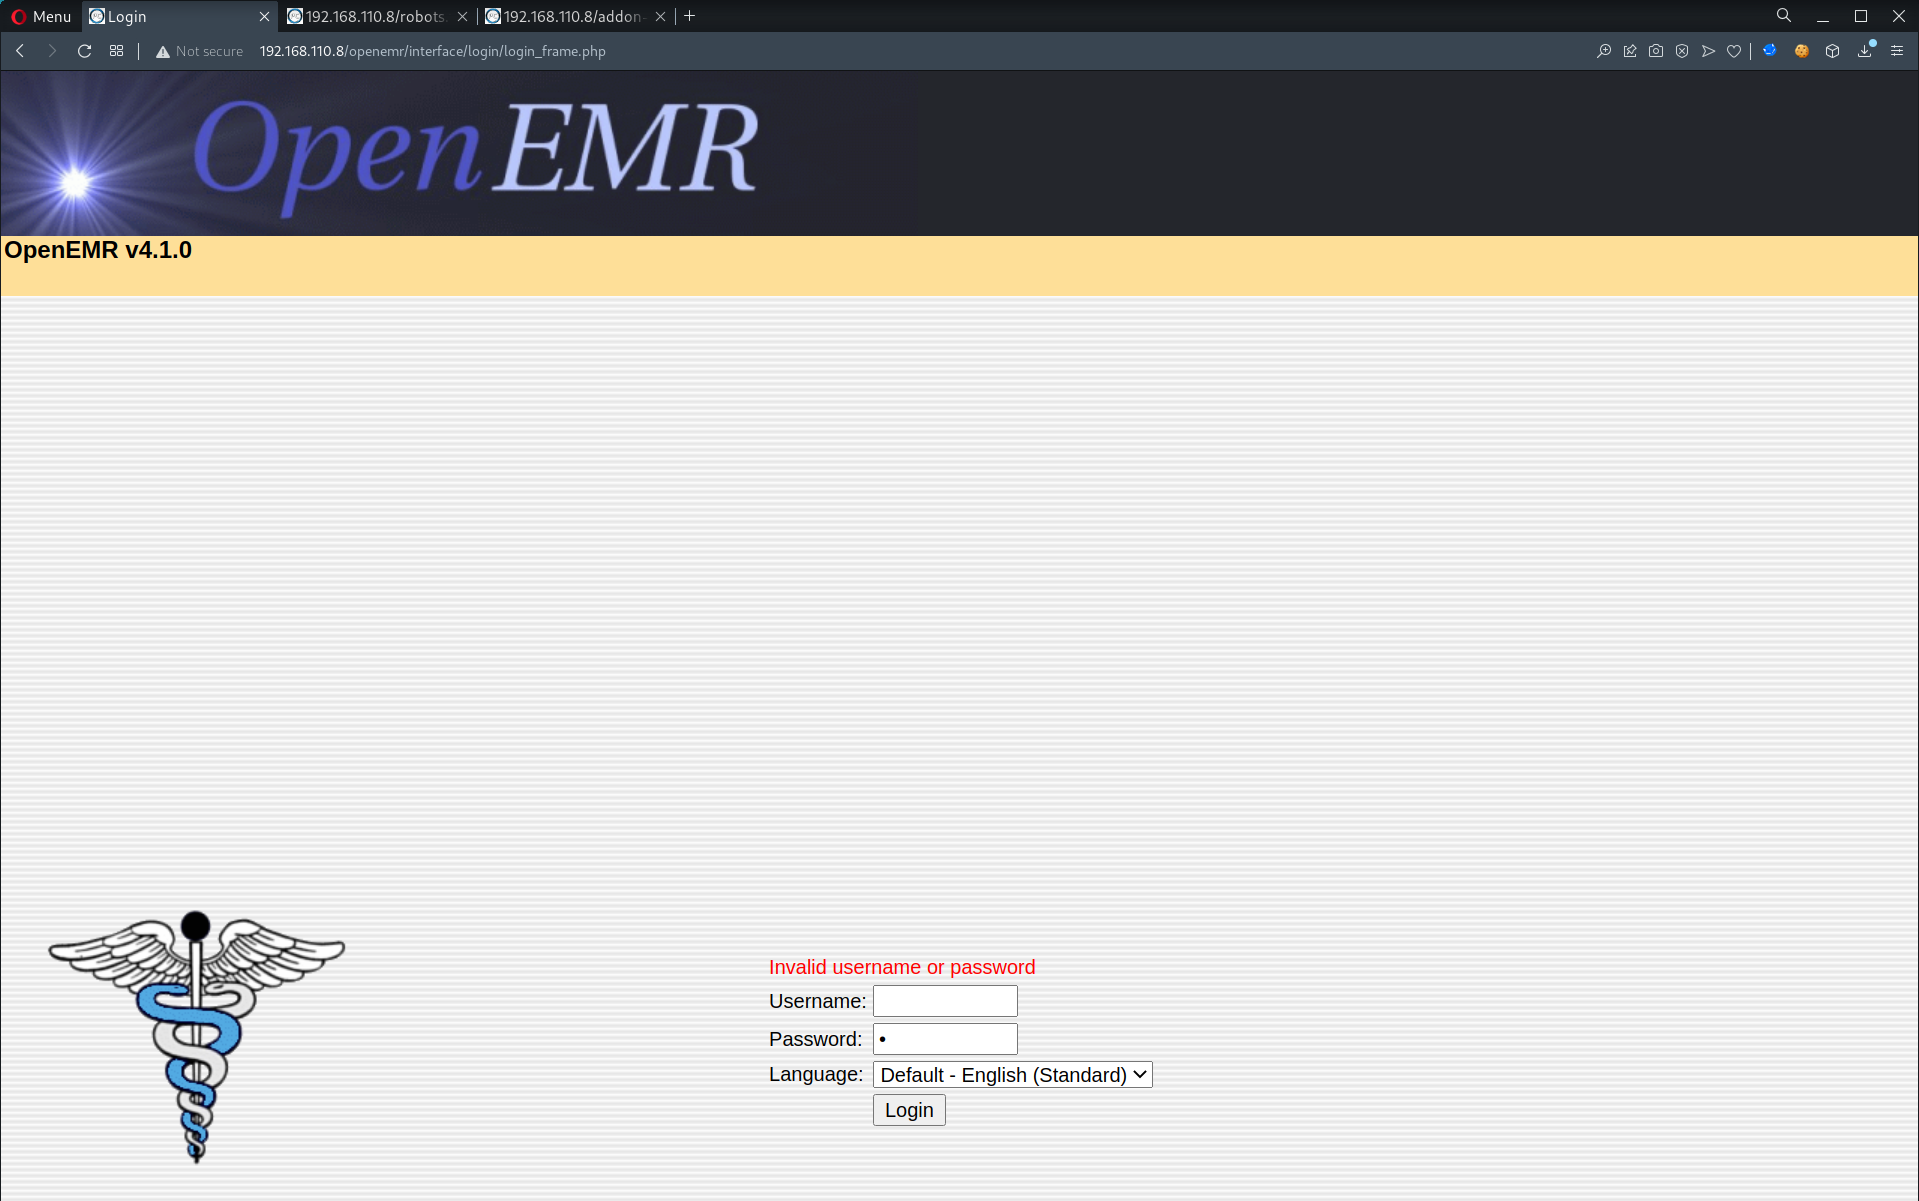 Menu
Login
192.168.110.8/robots.
192.168.110.8/addon-
Not secure
192.168.110.8/openemr/interface/login/login_frame.php
OpenEMR
OpenEMR v4.1.0
Invalid username or password
Username:
Password: •
Language: Default - English (Standard)
Login